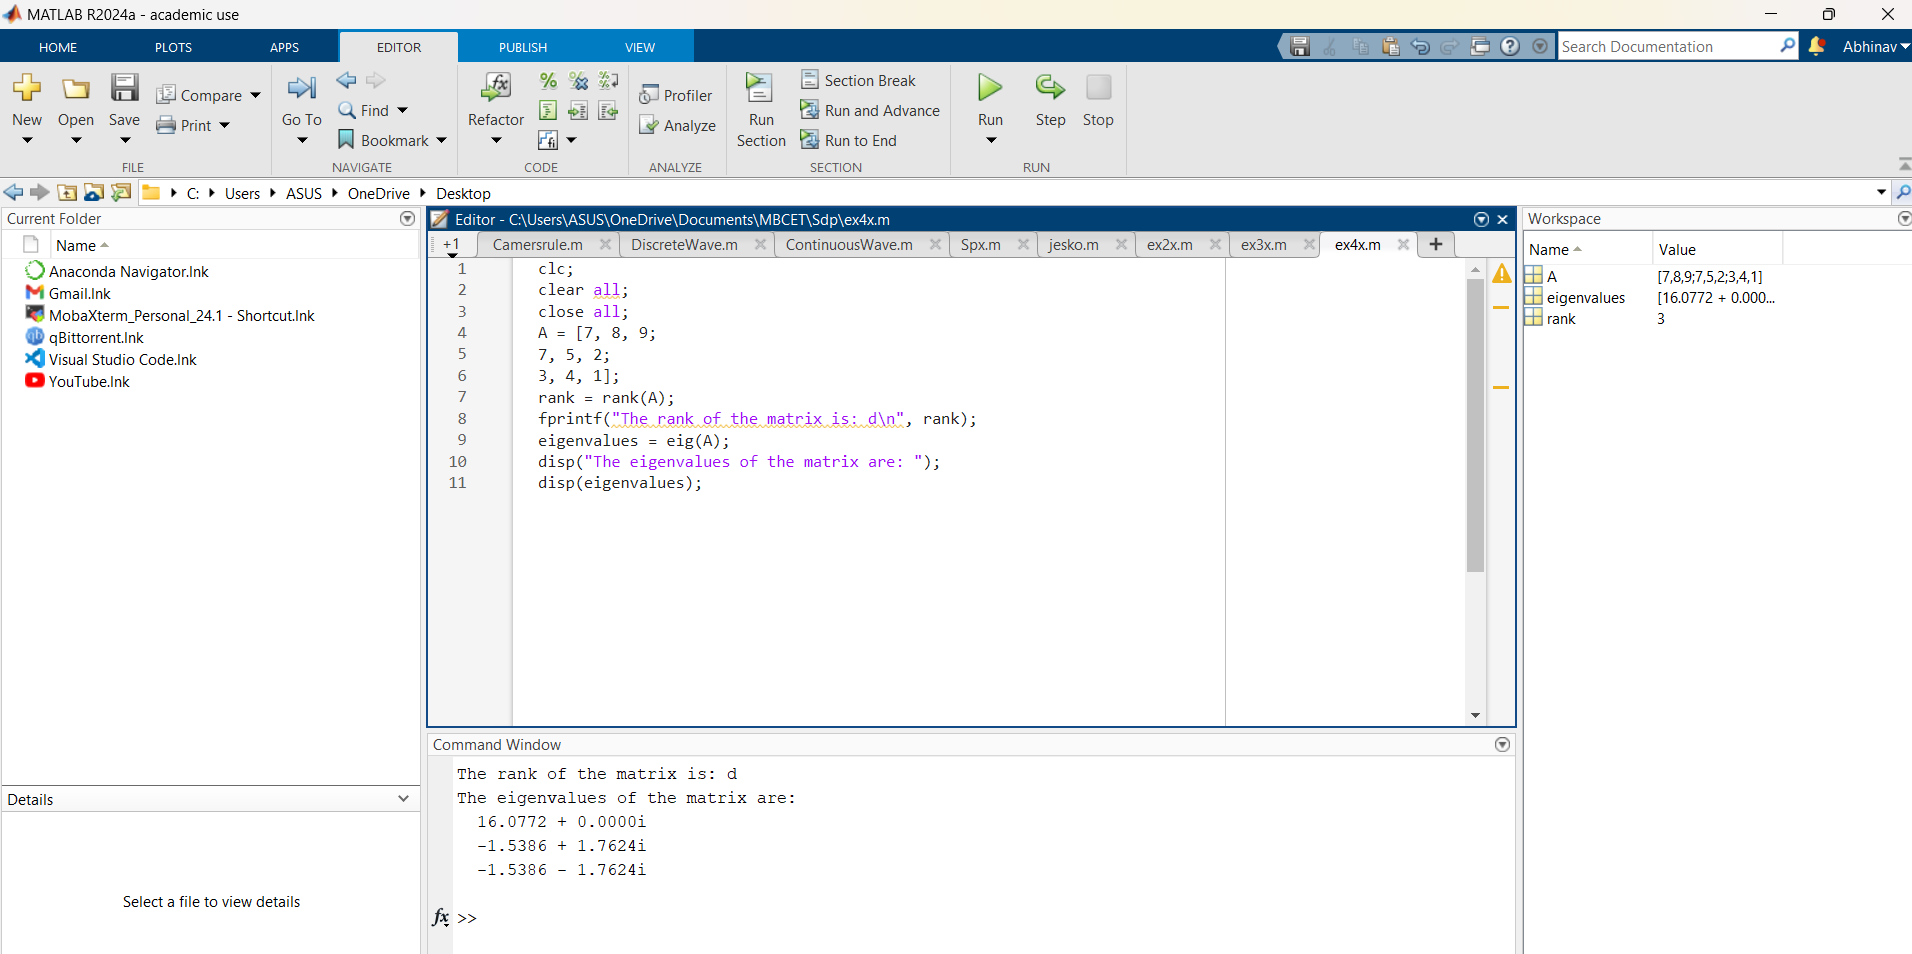 MATLAB R2024a - academic use
HOME PLOTS APPS EDITOR PUBLISH VIEW
Search Documentation
Abhinav
New
Open
Save
Compare
Print
FILE
Go To
Find
Bookmark
NAVIGATE
Refactor
CODE
Profiler
Analyze
ANALYZE
Run
Section
Section Break
Run and Advance
Run to End
SECTION
Run
Step
Stop
RUN
C: Users ASUS OneDrive Desktop
Current Folder
Name
Anaconda Navigator.lnk
Gmail.lnk
MobaXterm_Personal_24.1 - Shortcut.lnk
qBittorrent.lnk
Visual Studio Code.lnk
YouTube.lnk
Details
Select a file to view details
Editor - C:\Users\ASUS\OneDrive\Documents\MBCET\Sdp\ex4x.m
+1 Camersrule.m DiscreteWave.m ContinuousWave.m Spx.m jesko.m ex2x.m ex3x.m ex4x.m +
1 clc;
2 clear all;
3 close all;
4 A = [7, 8, 9;
5 7, 5, 2;
6 3, 4, 1];
7 rank = rank(A);
8 fprintf("The rank of the matrix is: d\n", rank);
9 eigenvalues = eig(A);
10 disp("The eigenvalues of the matrix are: ");
11 disp(eigenvalues);
Command Window
The rank of the matrix is: d
The eigenvalues of the matrix are:
16.0772 + 0.0000i
-1.5386 + 1.7624i
-1.5386 - 1.7624i
fx >>
Workspace
Name Value
A [7,8,9;7,5,2;3,4,1]
eigenvalues [16.0772 + 0.000...
rank 3